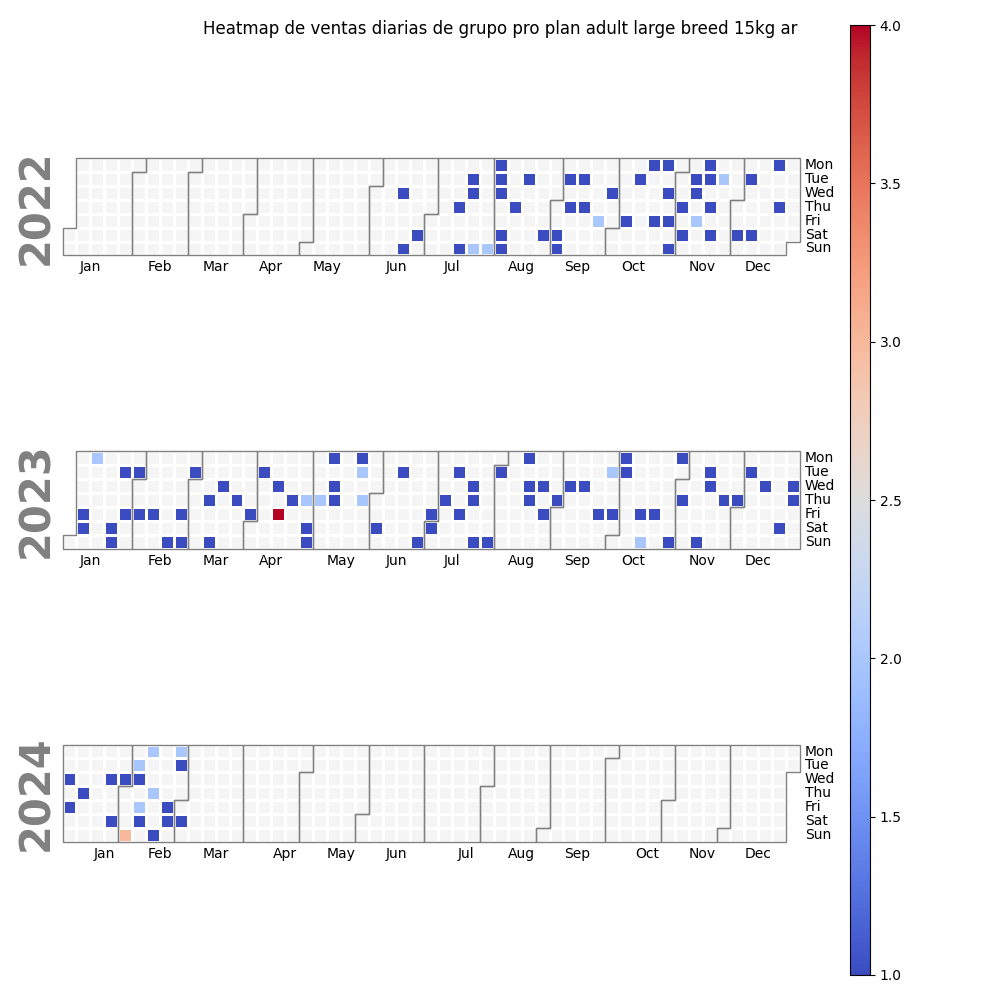 Heatmap de ventas diarias de grupo pro plan adult large breed 15kg ar
4.0
3.5
3.0
2.5
2.0
1.5
1.0
2022
Mon
Tue
Wed
Thu
Fri
Sat
Sun
Jan Feb Mar Apr May Jun Jul Aug Sep Oct Nov Dec
2023
Mon
Tue
Wed
Thu
Fri
Sat
Sun
Jan Feb Mar Apr May Jun Jul Aug Sep Oct Nov Dec
2024
Mon
Tue
Wed
Thu
Fri
Sat
Sun
Jan Feb Mar Apr May Jun Jul Aug Sep Oct Nov Dec